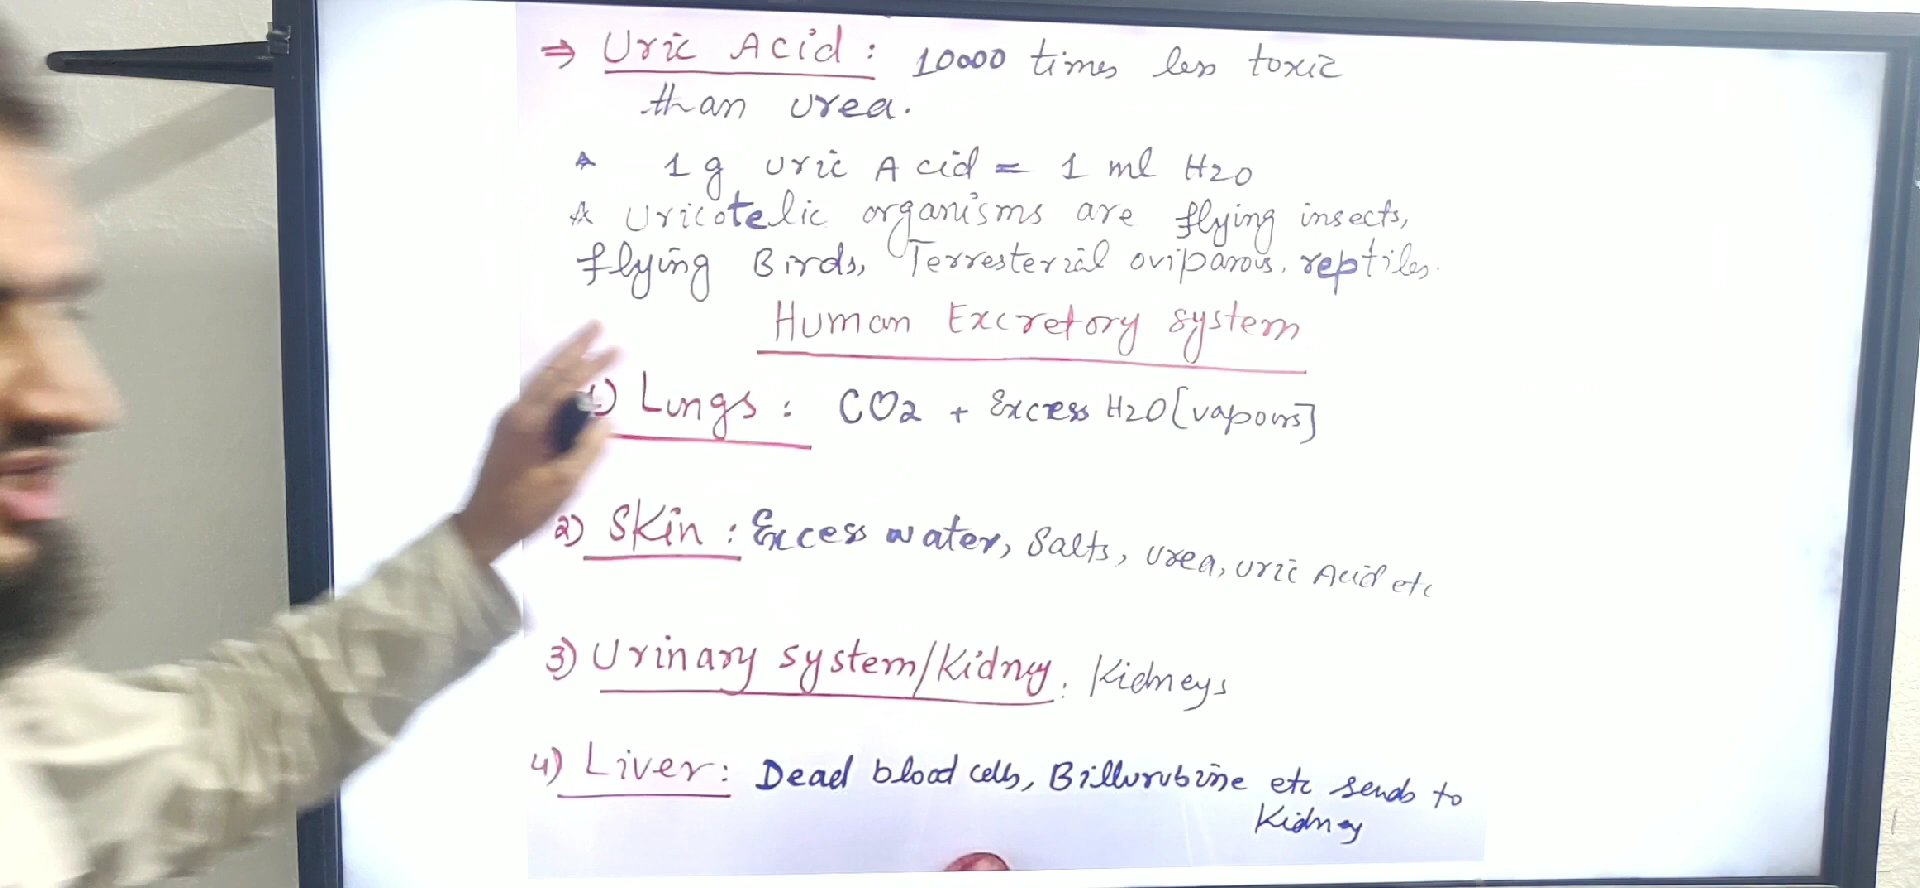 ⇒ Uric Acid : 10000 times less toxic
than urea.
1 g uric Acid = 1 ml H2O
Uricotelic organisms are flying insects,
flying Birds, Terresterial oviparous, reptiles.
Human Excretory system
1) Lungs : CO2 + Excess H2O [vapours]
2) Skin : Excess water, Salts, urea, uric Acid etc
3) Urinary system/Kidney : Kidneys
4) Liver : Dead blood cells, Billurubine etc sends to
Kidney